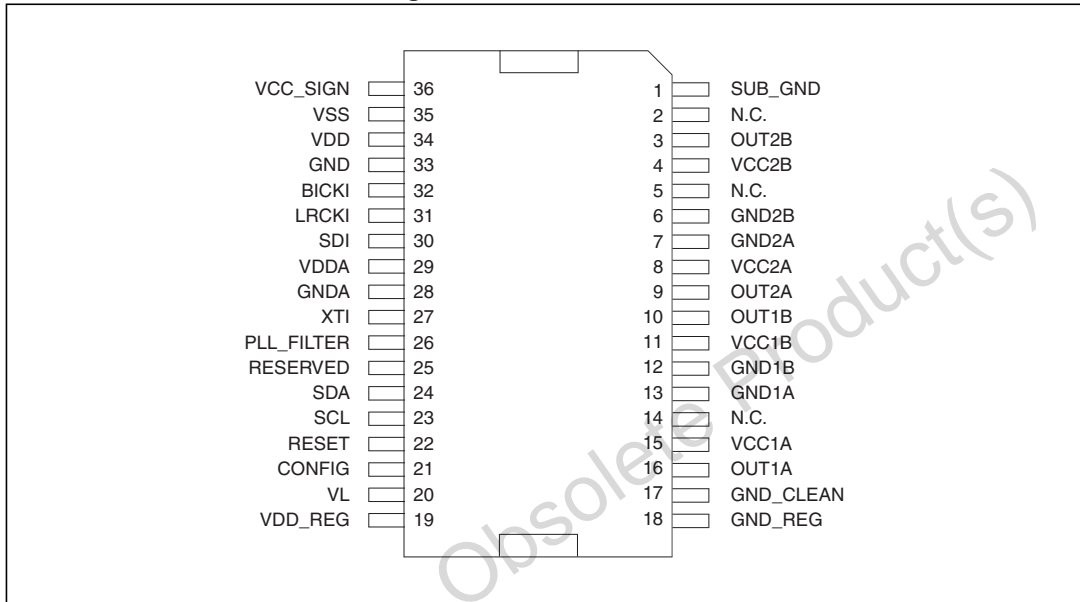 VCC_SIGN 36 1 SUB_GND
VSS 35 2 N.C.
VDD 34 3 OUT2B
GND 33 4 VCC2B
BICKI 32 5 N.C.
LRCKI 31 6 GND2B
SDI 30 7 GND2A
VDDA 29 8 VCC2A
GNDA 28 9 OUT2A
XTI 27 10 OUT1B
PLL_FILTER 26 11 VCC1B
RESERVED 25 12 GND1B
SDA 24 13 GND1A
SCL 23 14 N.C.
RESET 22 15 VCC1A
CONFIG 21 16 OUT1A
VL 20 17 GND_CLEAN
VDD_REG 19 18 GND_REG
Obsolete Product(s)